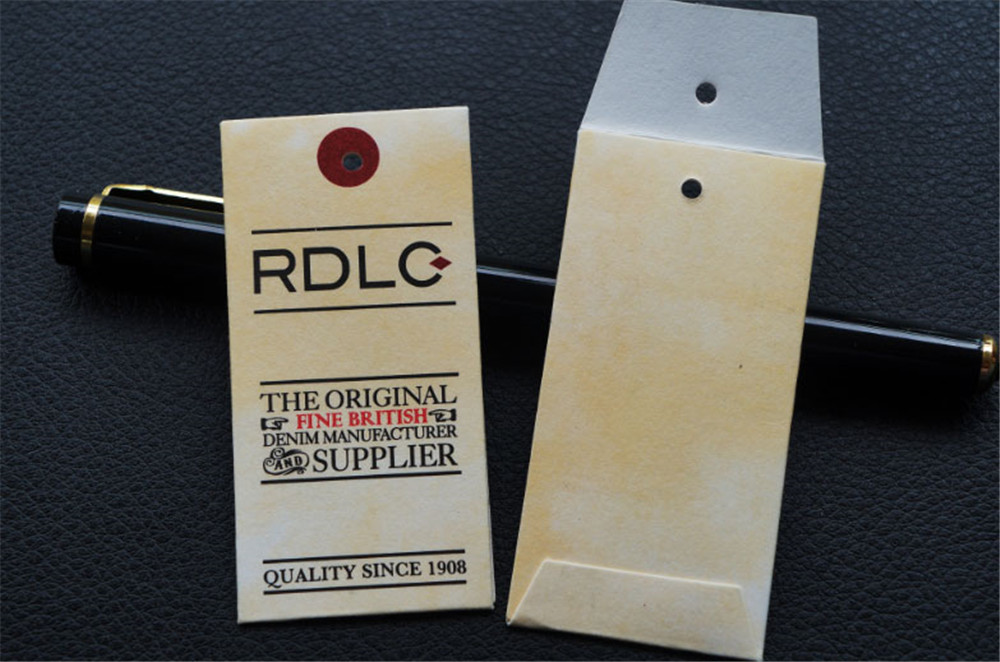 RDLC
THE ORIGINAL
FINE BRITISH
DENIM MANUFACTURER
AND SUPPLIER
QUALITY SINCE 1908